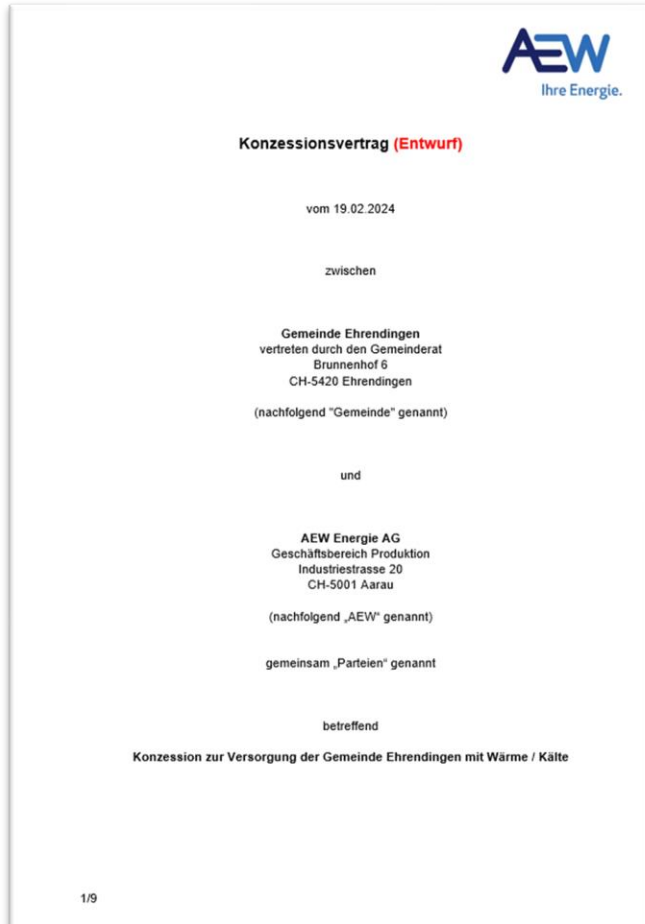 AEW
Ihre Energie.
Konzessionsvertrag (Entwurf)
vom 19.02.2024
zwischen
Gemeinde Ehrendingen
vertreten durch den Gemeinderat
Brunnenhof 6
CH-5420 Ehrendingen
(nachfolgend "Gemeinde" genannt)
und
AEW Energie AG
Geschäftsbereich Produktion
Industriestrasse 20
CH-5001 Aarau
(nachfolgend „AEW“ genannt)
gemeinsam „Parteien“ genannt
betreffend
Konzession zur Versorgung der Gemeinde Ehrendingen mit Wärme / Kälte
1/9